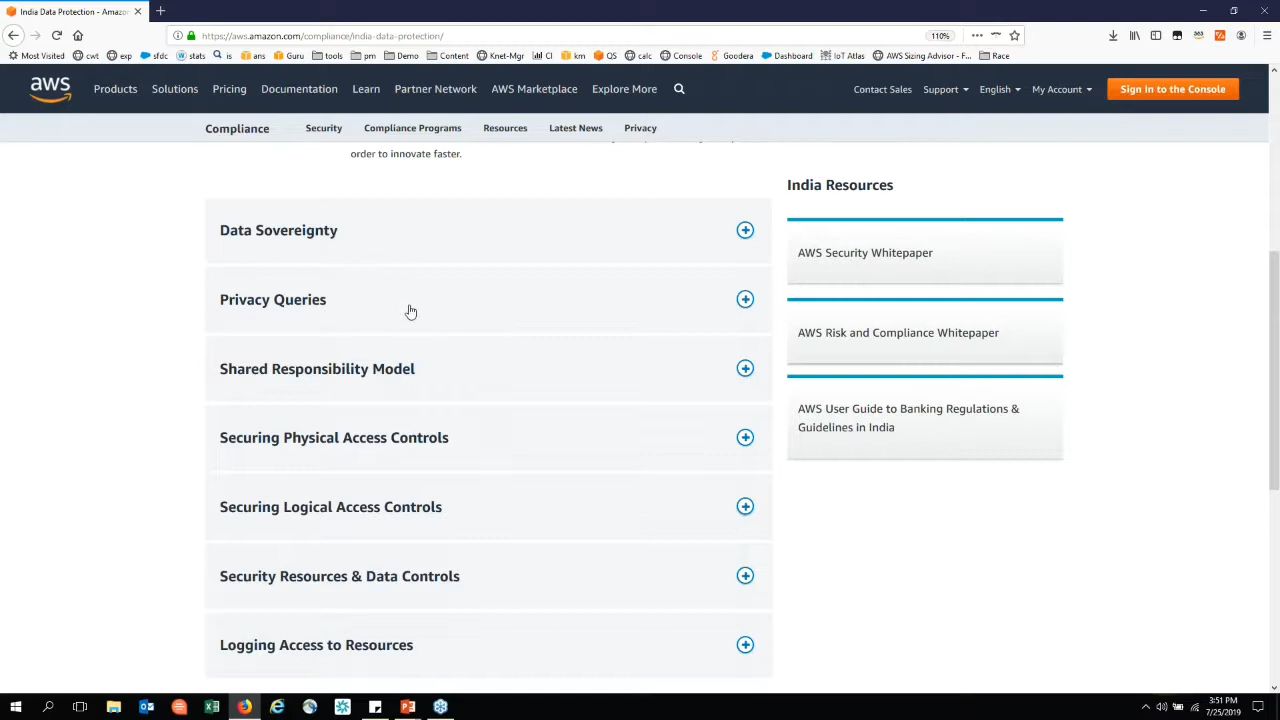 India Data Protection - Amazon
https://aws.amazon.com/compliance/india-data-protection/
110%
Most Visited
cwt
exp
sfdc
stats
is
ans
Guru
tools
pm
Demo
Content
Knet-Mgr
CI
km
QS
calc
Console
Goodera
Dashboard
IoT Atlas
AWS Sizing Advisor - F...
Race
aws
Products
Solutions
Pricing
Documentation
Learn
Partner Network
AWS Marketplace
Explore More
Contact Sales
Support
English
My Account
Sign In to the Console
Compliance
Security
Compliance Programs
Resources
Latest News
Privacy
order to innovate faster.
India Resources
Data Sovereignty
AWS Security Whitepaper
Privacy Queries
AWS Risk and Compliance Whitepaper
Shared Responsibility Model
AWS User Guide to Banking Regulations &
Guidelines in India
Securing Physical Access Controls
Securing Logical Access Controls
Security Resources & Data Controls
Logging Access to Resources
3:51 PM
7/25/2019